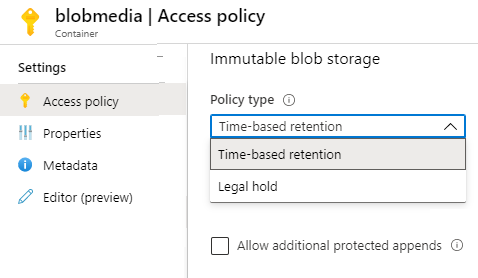 blobmedia | Access policy
Container
Settings
Access policy
Properties
Metadata
Editor (preview)
Immutable blob storage
Policy type
Time-based retention
Time-based retention
Legal hold
Allow additional protected appends